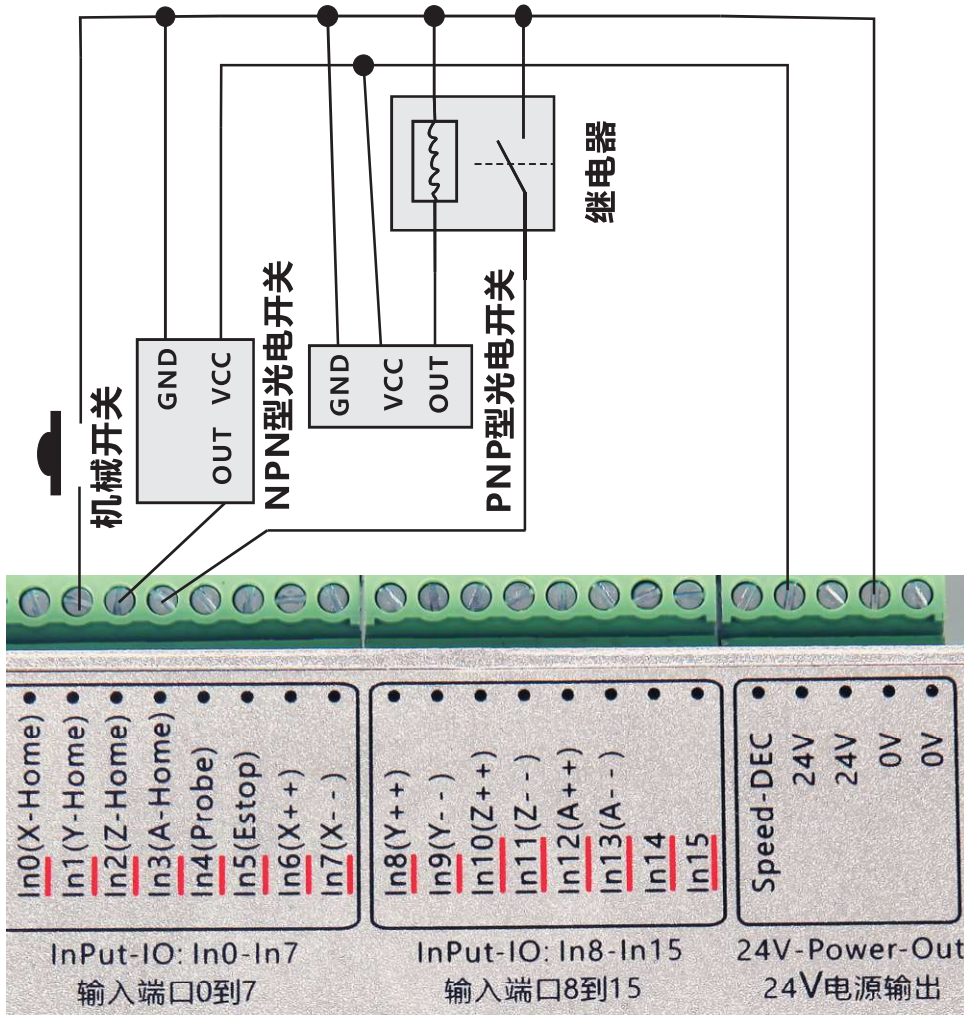 继电器
机械开关
GND
VCC
OUT
NPN型光电开关
GND
VCC
OUT
PNP型光电开关
In0(X-Home)
In1(Y-Home)
In2(Z-Home)
In3(A-Home)
In4(Probe)
In5(Estop)
In6(X++)
In7(X--)
In8(Y++)
In9(Y--)
In10(Z++)
In11(Z--)
In12(A++)
In13(A--)
In14
In15
Speed-DEC
24V
24V
0V
0V
InPut-IO: In0-In7
输入端口0到7
InPut-IO: In8-In15
输入端口8到15
24V-Power-Out
24V电源输出